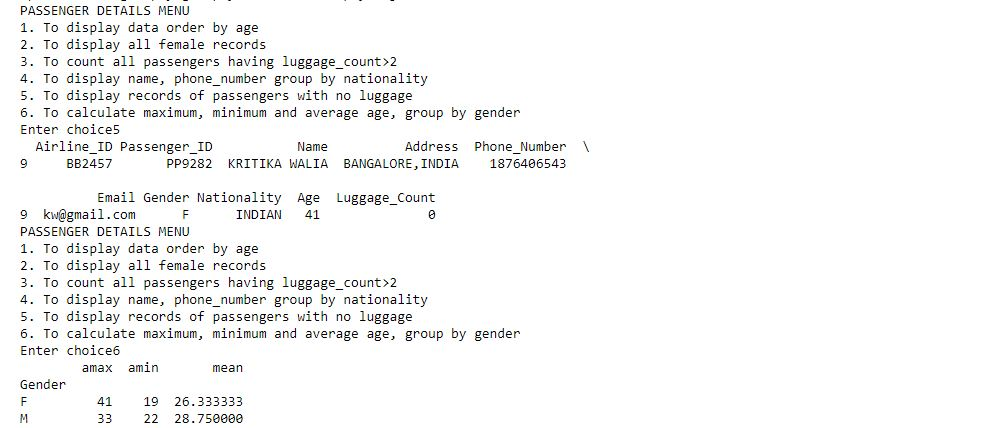 PASSENGER DETAILS MENU
1. To display data order by age
2. To display all female records
3. To count all passengers having luggage_count>2
4. To display name, phone_number group by nationality
5. To display records of passengers with no luggage
6. To calculate maximum, minimum and average age, group by gender
Enter choice5
  Airline_ID Passenger_ID           Name          Address  Phone_Number  \
9     BB2457       PP9282  KRITIKA WALIA  BANGALORE,INDIA    1876406543

          Email Gender Nationality  Age  Luggage_Count
9  kw@gmail.com      F      INDIAN   41              0
PASSENGER DETAILS MENU
1. To display data order by age
2. To display all female records
3. To count all passengers having luggage_count>2
4. To display name, phone_number group by nationality
5. To display records of passengers with no luggage
6. To calculate maximum, minimum and average age, group by gender
Enter choice6
        amax  amin       mean
Gender
F         41    19  26.333333
M         33    22  28.750000